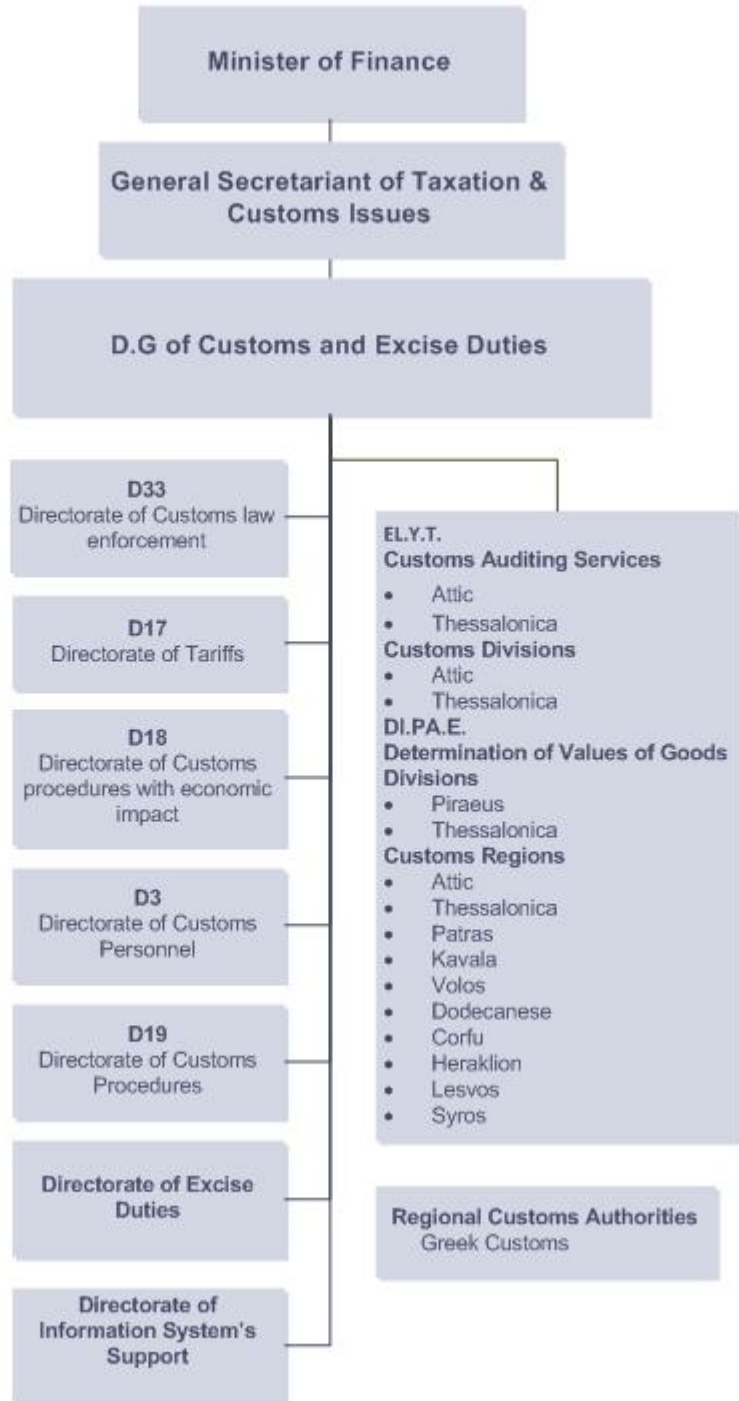 Minister of Finance
General Secretariant of Taxation &
Customs Issues
D.G of Customs and Excise Duties
D33
Directorate of Customs law
enforcement
D17
Directorate of Tariffs
D18
Directorate of Customs
procedures with economic
impact
D3
Directorate of Customs
Personnel
D19
Directorate of Customs
Procedures
Directorate of Excise
Duties
Directorate of
Information System's
Support
EL.Y.T.
Customs Auditing Services
• Attic
• Thessalonica
Customs Divisions
• Attic
• Thessalonica
DI.PA.E.
Determination of Values of Goods
Divisions
• Piraeus
• Thessalonica
Customs Regions
• Attic
• Thessalonica
• Patras
• Kavala
• Volos
• Dodecanese
• Corfu
• Heraklion
• Lesvos
• Syros
Regional Customs Authorities
Greek Customs